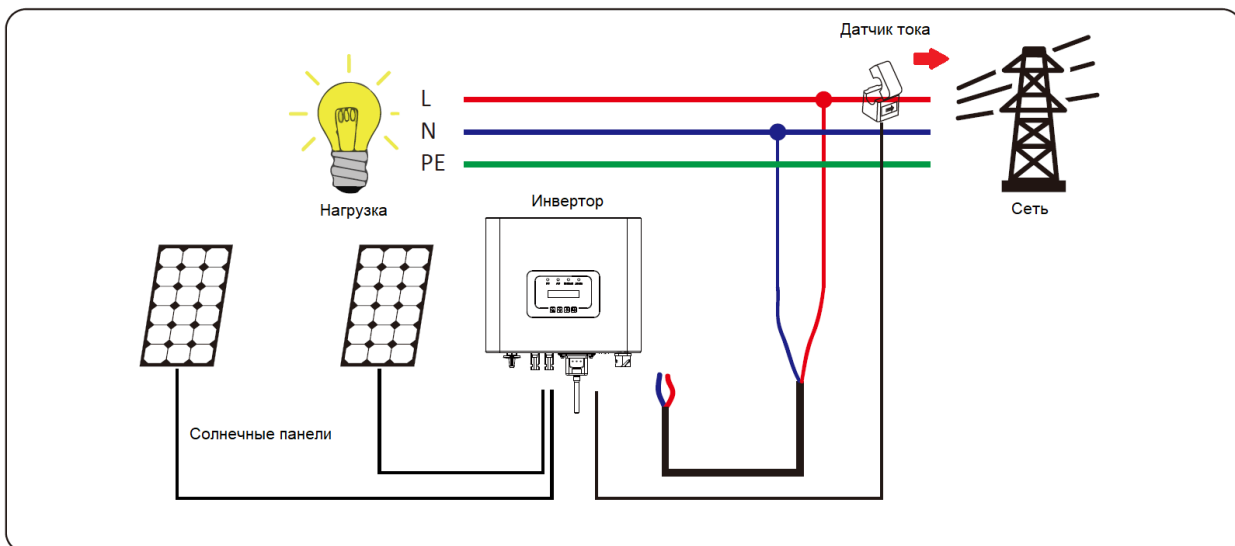 Датчик тока
L
N
PE
Нагрузка
Инвертор
Сеть
Солнечные панели